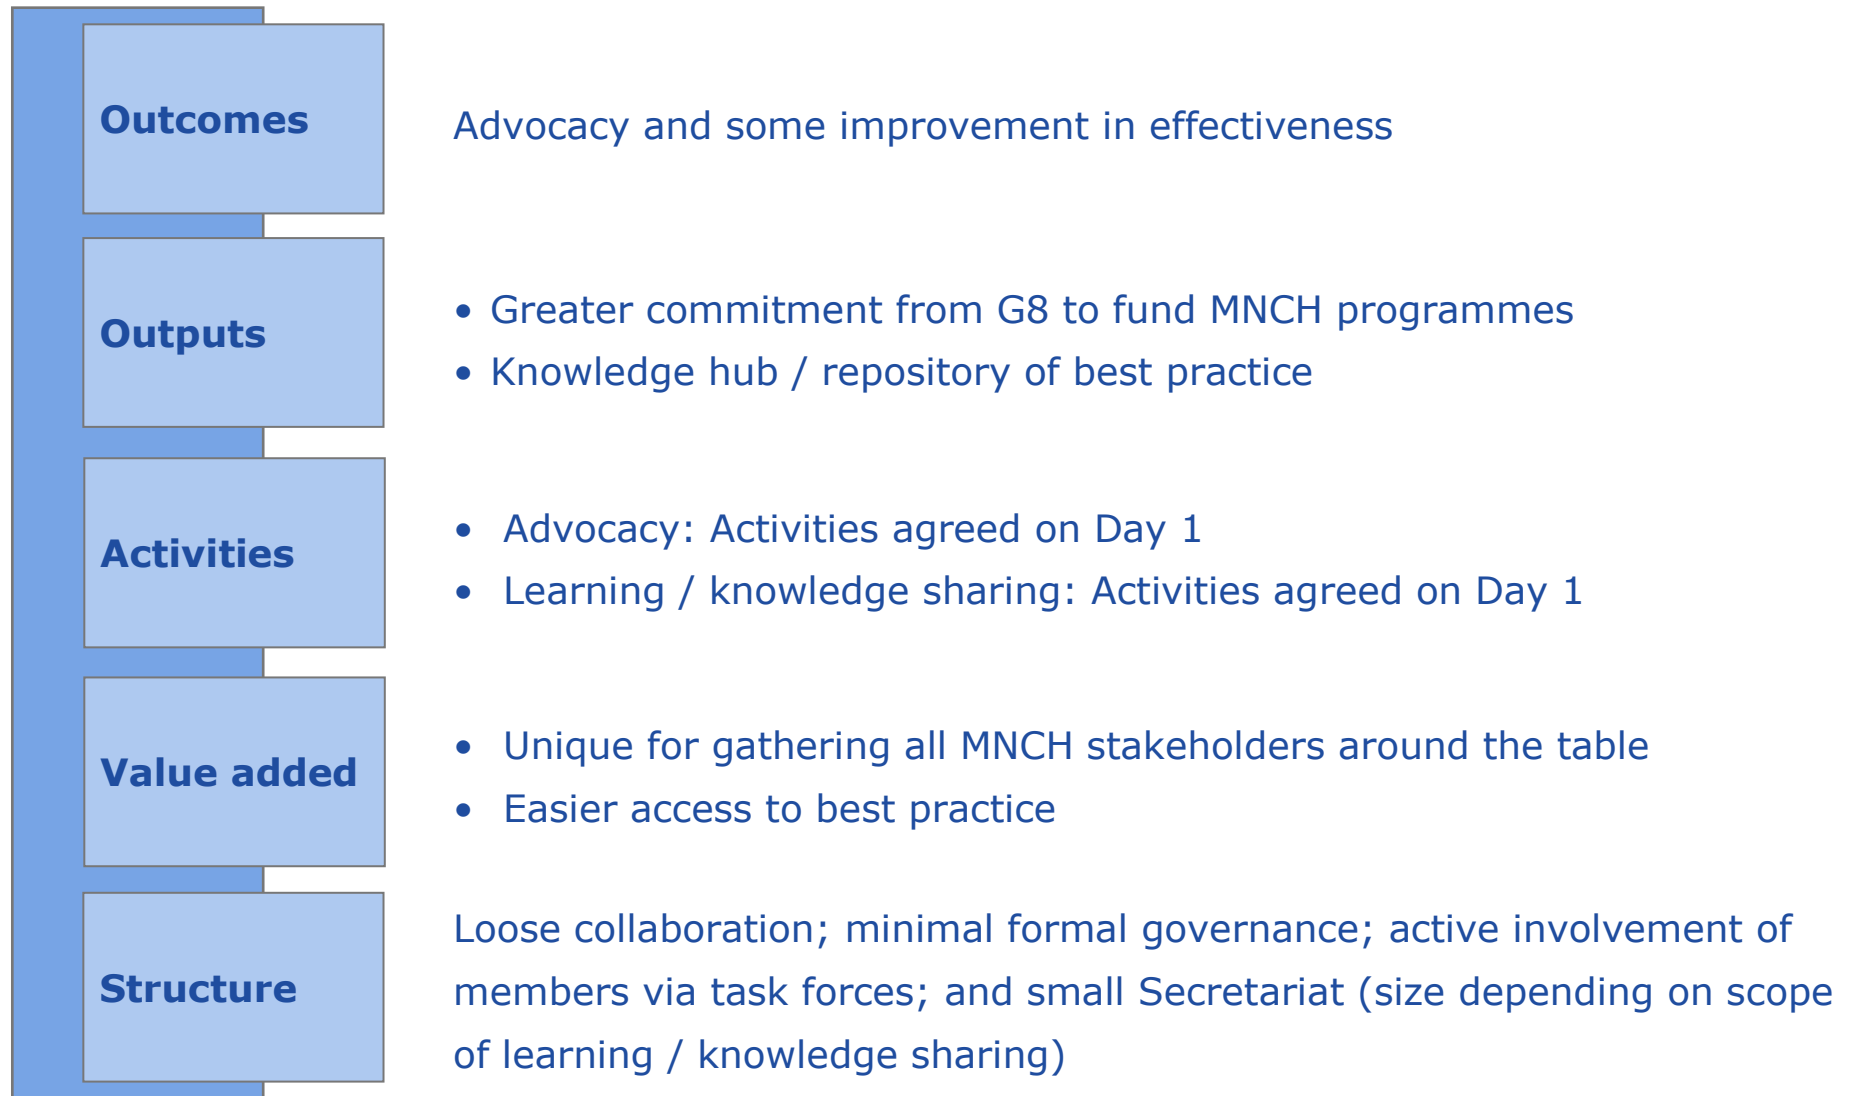 Outcomes
Advocacy and some improvement in effectiveness
Outputs
• Greater commitment from G8 to fund MNCH programmes
• Knowledge hub / repository of best practice
Activities
• Advocacy: Activities agreed on Day 1
• Learning / knowledge sharing: Activities agreed on Day 1
Value added
• Unique for gathering all MNCH stakeholders around the table
• Easier access to best practice
Structure
Loose collaboration; minimal formal governance; active involvement of
members via task forces; and small Secretariat (size depending on scope
of learning / knowledge sharing)